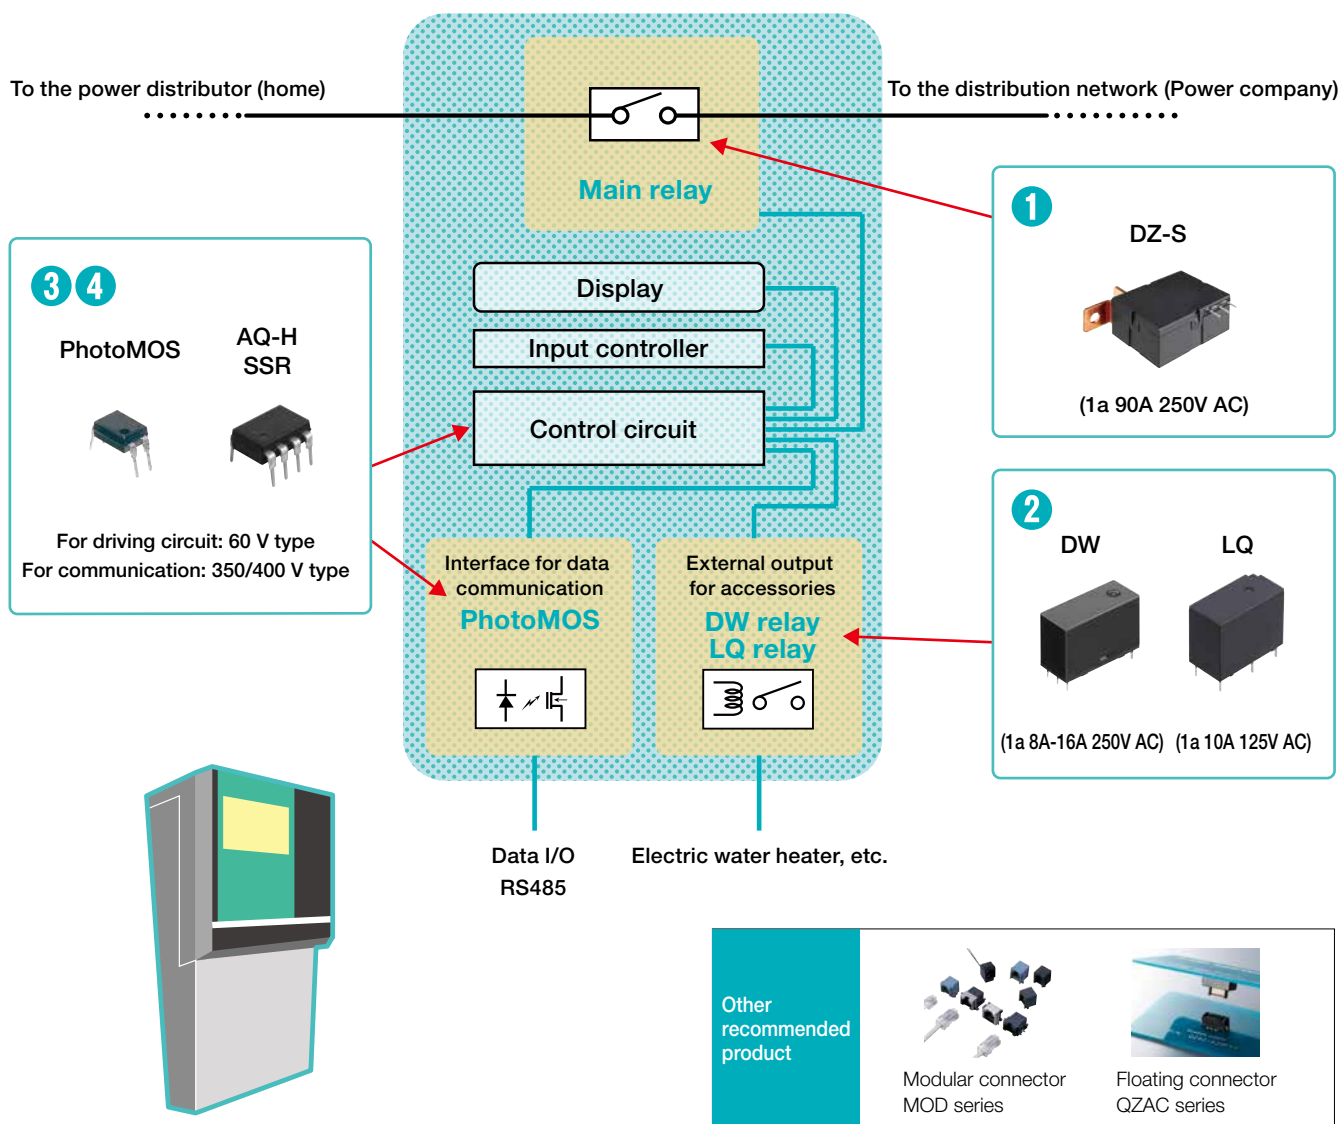 To the power distributor (home)
To the distribution network (Power company)
Main relay
1
DZ-S
(1a 90A 250V AC)
3 4
PhotoMOS
AQ-H
SSR
For driving circuit: 60 V type
For communication: 350/400 V type
Display
Input controller
Control circuit
Interface for data
communication
PhotoMOS
External output
for accessories
DW relay
LQ relay
2
DW
LQ
(1a 8A-16A 250V AC)
(1a 10A 125V AC)
Data I/O
RS485
Electric water heater, etc.
Other
recommended
product
Modular connector
MOD series
Floating connector
QZAC series